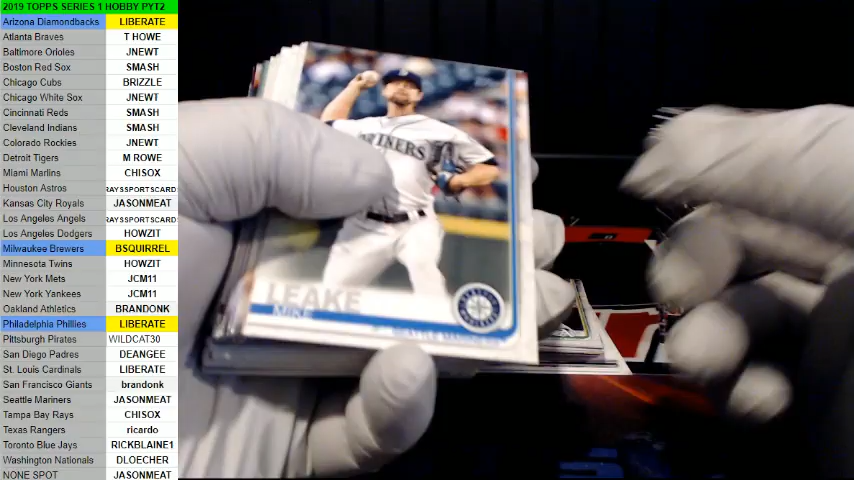 2019 TOPPS SERIES 1 HOBBY PYT2
Arizona Diamondbacks LIBERATE
Atlanta Braves T HOWE
Baltimore Orioles JNEWT
Boston Red Sox SMASH
Chicago Cubs BRIZZLE
Chicago White Sox JNEWT
Cincinnati Reds SMASH
Cleveland Indians SMASH
Colorado Rockies JNEWT
Detroit Tigers M ROWE
Miami Marlins CHISOX
Houston Astros RAYSSPORTSCARD
Kansas City Royals JASONMEAT
Los Angeles Angels RAYSSPORTSCARD
Los Angeles Dodgers HOWZIT
Milwaukee Brewers BSQUIRREL
Minnesota Twins HOWZIT
New York Mets JCM11
New York Yankees JCM11
Oakland Athletics BRANDONK
Philadelphia Phillies LIBERATE
Pittsburgh Pirates WILDCAT30
San Diego Padres DEANGEE
St. Louis Cardinals LIBERATE
San Francisco Giants brandonk
Seattle Mariners JASONMEAT
Tampa Bay Rays CHISOX
Texas Rangers ricardo
Toronto Blue Jays RICKBLAINE1
Washington Nationals DLOECHER
NONE SPOT JASONMEAT
LEAKE
MIKE